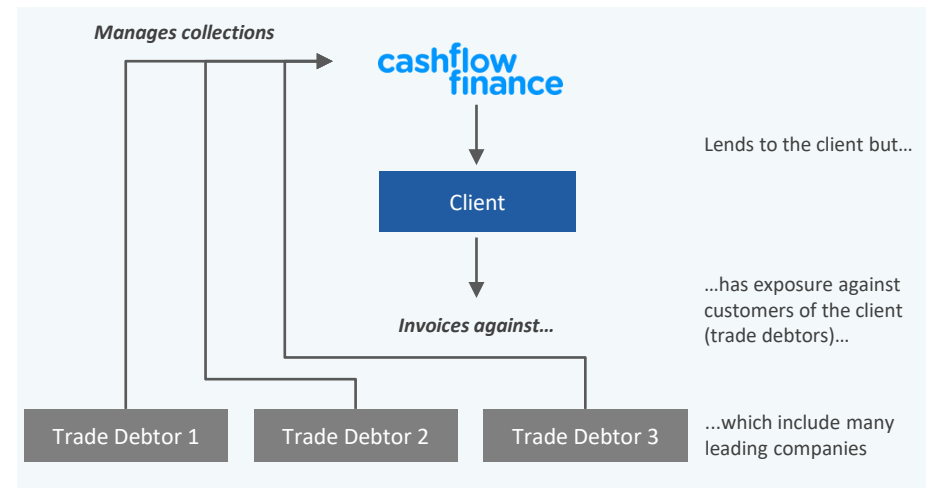 Manages collections
cashflow
finance
Lends to the client but…
Client
…has exposure against
customers of the client
(trade debtors)…
Invoices against…
Trade Debtor 1
Trade Debtor 2
Trade Debtor 3
…which include many
leading companies